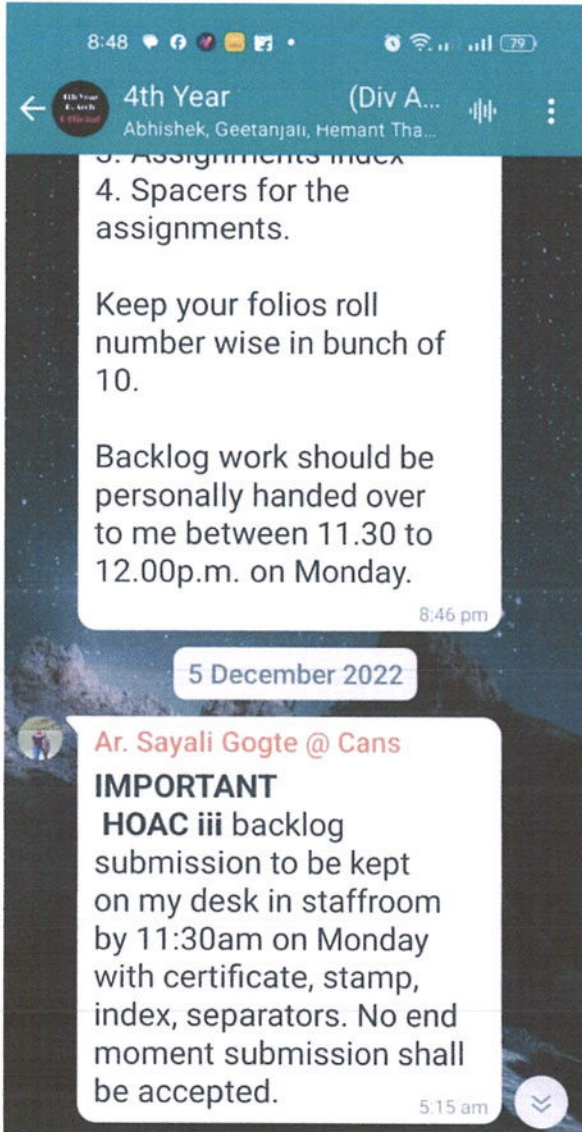 8:48
79
4th Year (Div A...
Abhishek, Geetanjali, Hemant Tha...
3. Assignments index
4. Spacers for the
assignments.
Keep your folios roll
number wise in bunch of
10.
Backlog work should be
personally handed over
to me between 11.30 to
12.00p.m. on Monday.
8:46 pm
5 December 2022
Ar. Sayali Gogte @ Cans
IMPORTANT
HOAC iii backlog
submission to be kept
on my desk in staffroom
by 11:30am on Monday
with certificate, stamp,
index, separators. No end
moment submission shall
be accepted.
5:15 am